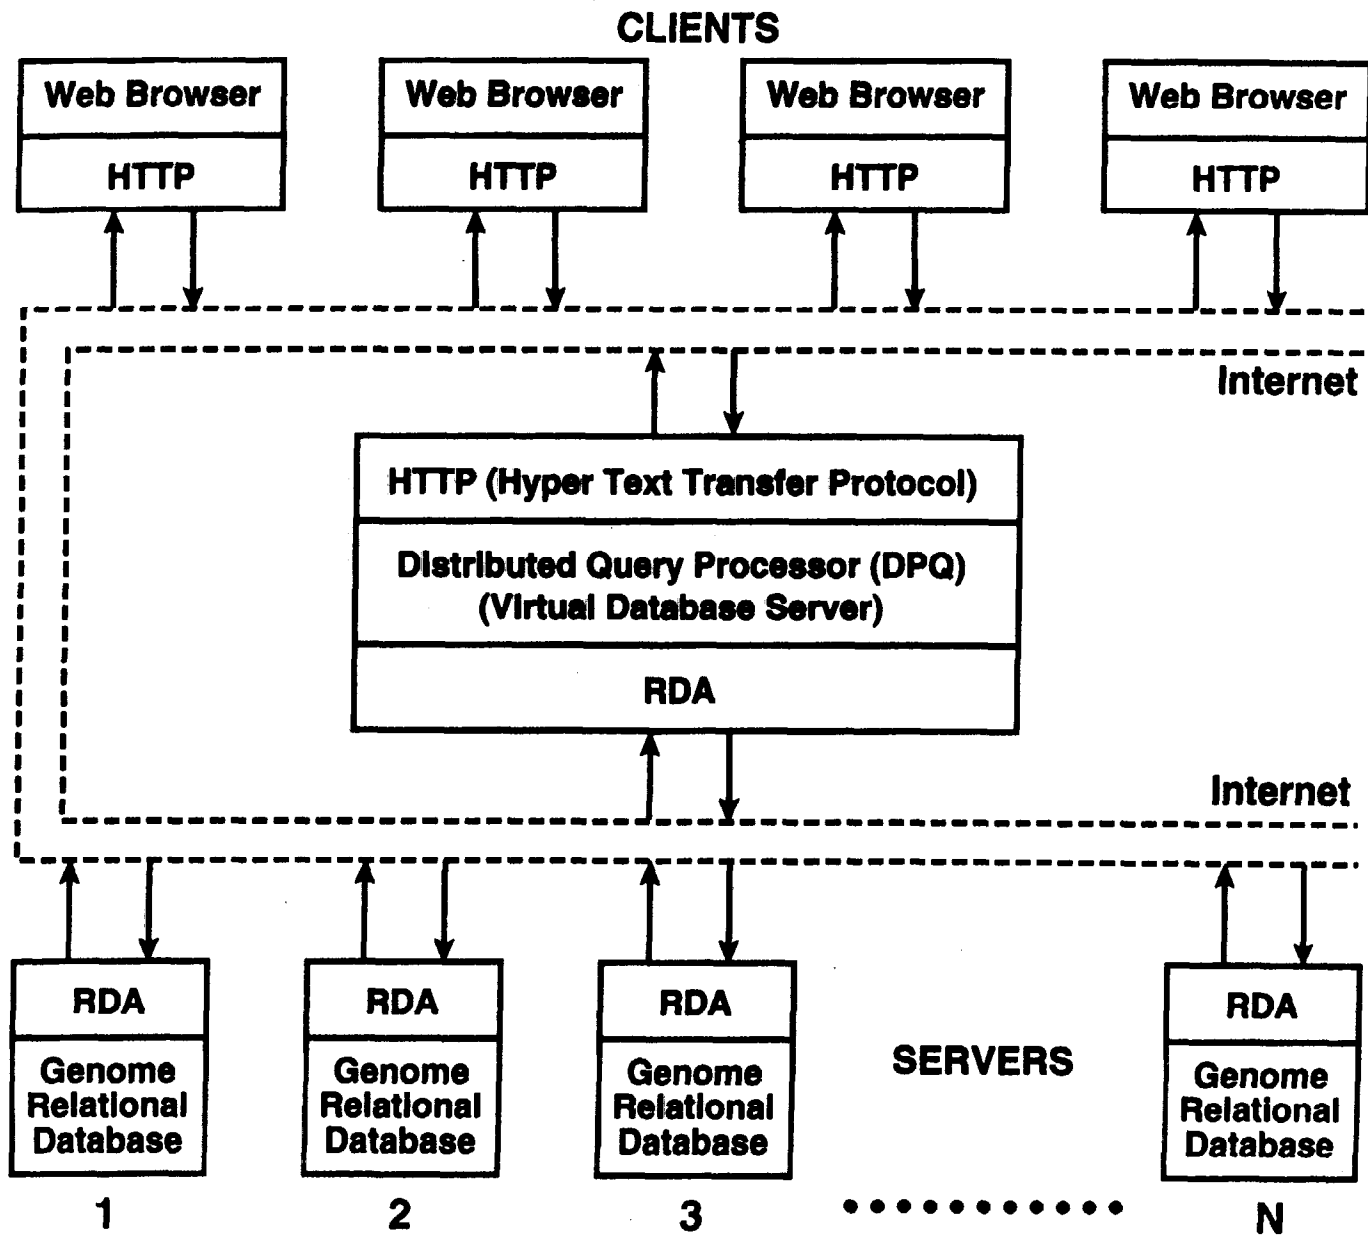 CLIENTS
Web Browser
HTTP
Web Browser
HTTP
Web Browser
HTTP
Web Browser
HTTP
Internet
HTTP (Hyper Text Transfer Protocol)
Distributed Query Processor (DPQ)
(Virtual Database Server)
RDA
Internet
RDA
Genome
Relational
Database
1
RDA
Genome
Relational
Database
2
RDA
Genome
Relational
Database
3
SERVERS
..........
RDA
Genome
Relational
Database
N